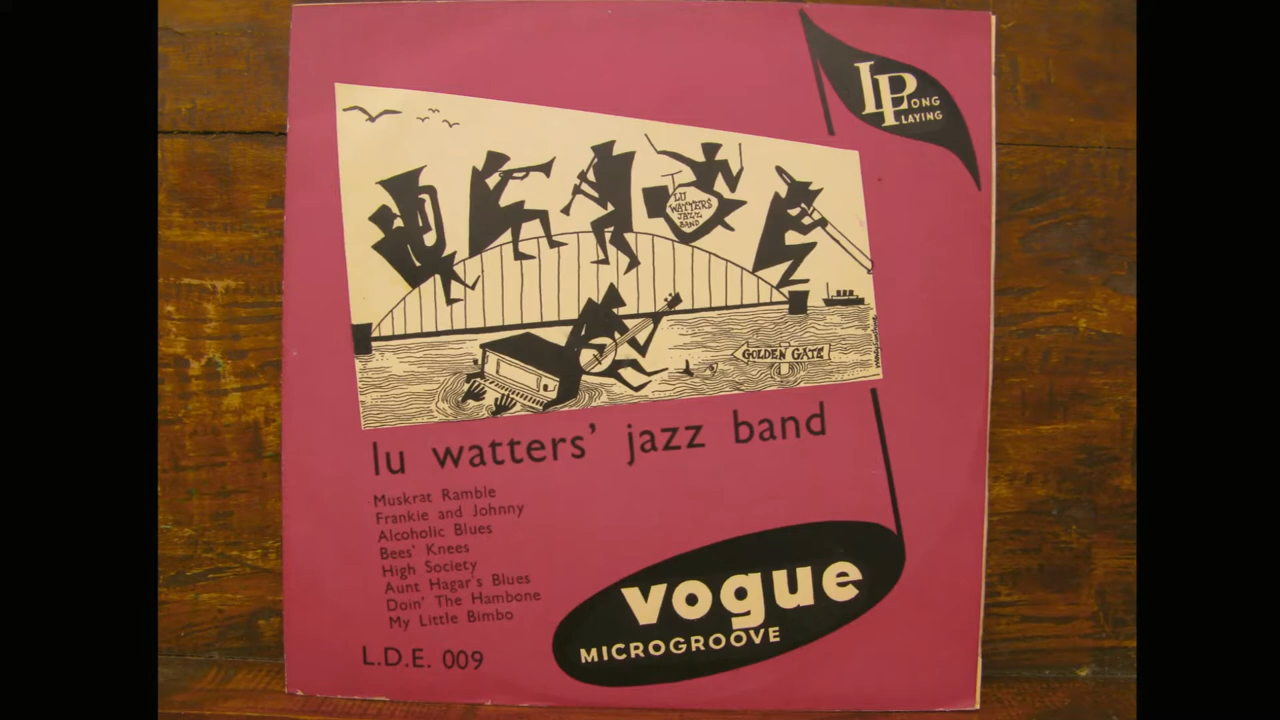 LP
LONG
PLAYING
LU
WATTERS
JAZZ
BAND
GOLDEN GATE
lu watters' jazz band
Muskrat Ramble
Frankie and Johnny
Alcoholic Blues
Bees' Knees
High Society
Aunt Hagar's Blues
Doin' The Hambone
My Little Bimbo
L.D.E. 009
vogue
MICROGROOVE